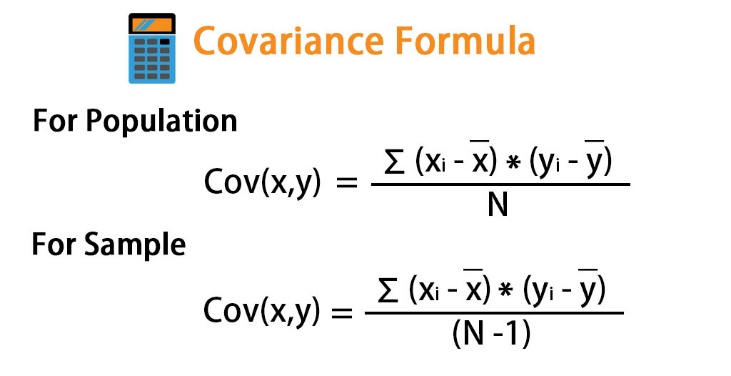 Covariance Formula
For Population
Cov(x,y) = Σ (xi - x̅) * (yi - y̅)
N
For Sample
Cov(x,y) = Σ (xi - x̅) * (yi - y̅)
(N -1)